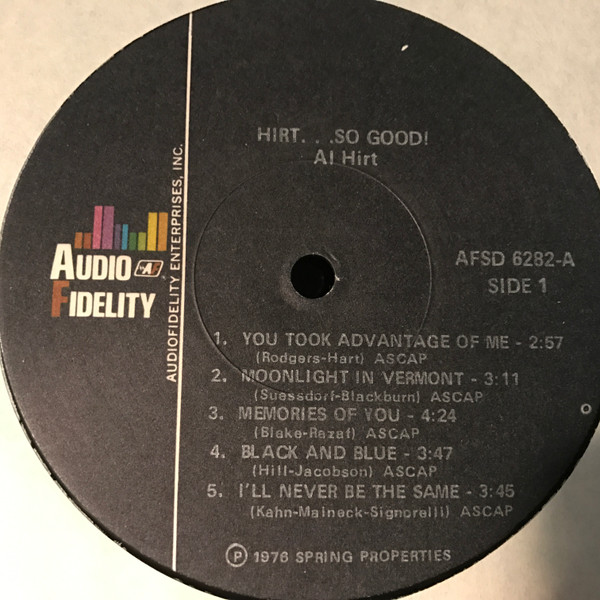 HIRT. . .SO GOOD!
Al Hirt
AUDIO
FIDELITY
AUDIOFIDELITY ENTERPRISES, INC.
AFSD 6282-A
SIDE 1
1. YOU TOOK ADVANTAGE OF ME - 2:57
(Rodgers-Hart) ASCAP
2. MOONLIGHT IN VERMONT - 3:11
(Suessdorf-Blackburn) ASCAP
3. MEMORIES OF YOU - 4:24
(Blake-Razaf) ASCAP
4. BLACK AND BLUE - 3:47
(Hill-Jacobson) ASCAP
5. I'LL NEVER BE THE SAME - 3:45
(Kahn-Maineck-Signorelli) ASCAP
Ⓟ 1976 SPRING PROPERTIES